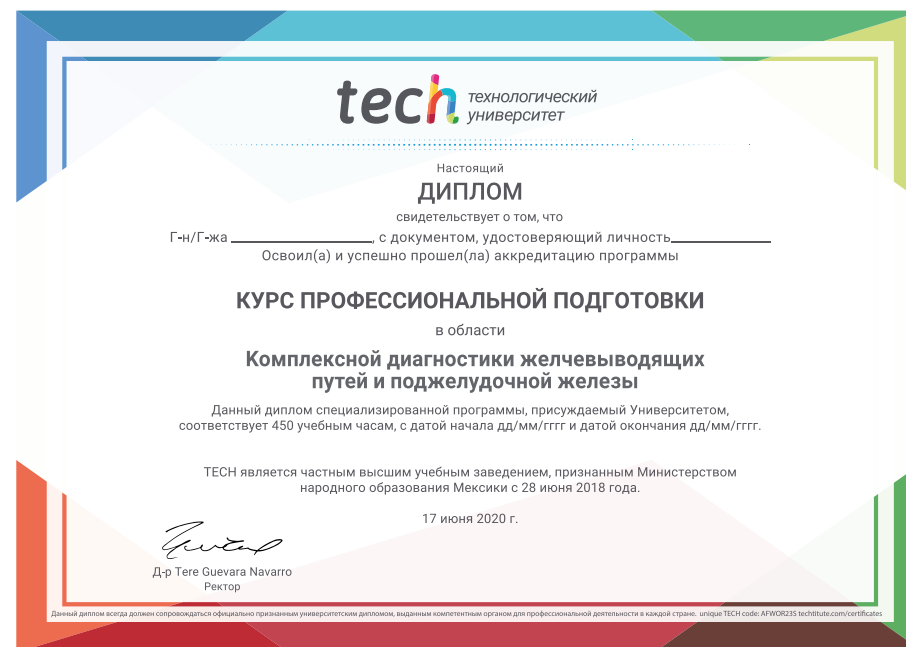 tech технологический университет
Настоящий
ДИПЛОМ
свидетельствует о том, что
Г-н/Г-жа ____________________, с документом, удостоверяющий личность______________
Освоил(а) и успешно прошел(ла) аккредитацию программы
КУРС ПРОФЕССИОНАЛЬНОЙ ПОДГОТОВКИ
в области
Комплексной диагностики желчевыводящих
путей и поджелудочной железы
Данный диплом специализированной программы, присуждаемый Университетом,
соответствует 450 учебным часам, с датой начала дд/мм/гггг и датой окончания дд/мм/гггг.
TECH является частным высшим учебным заведением, признанным Министерством
народного образования Мексики с 28 июня 2018 года.
17 июня 2020 г.
Д-р Tere Guevara Navarro
Ректор
Данный диплом всегда должен сопровождаться официально признанным университетским дипломом, выданным компетентным органом для профессиональной деятельности в каждой стране. unique TECH code: AFWOR23S techtitute.com/certificates